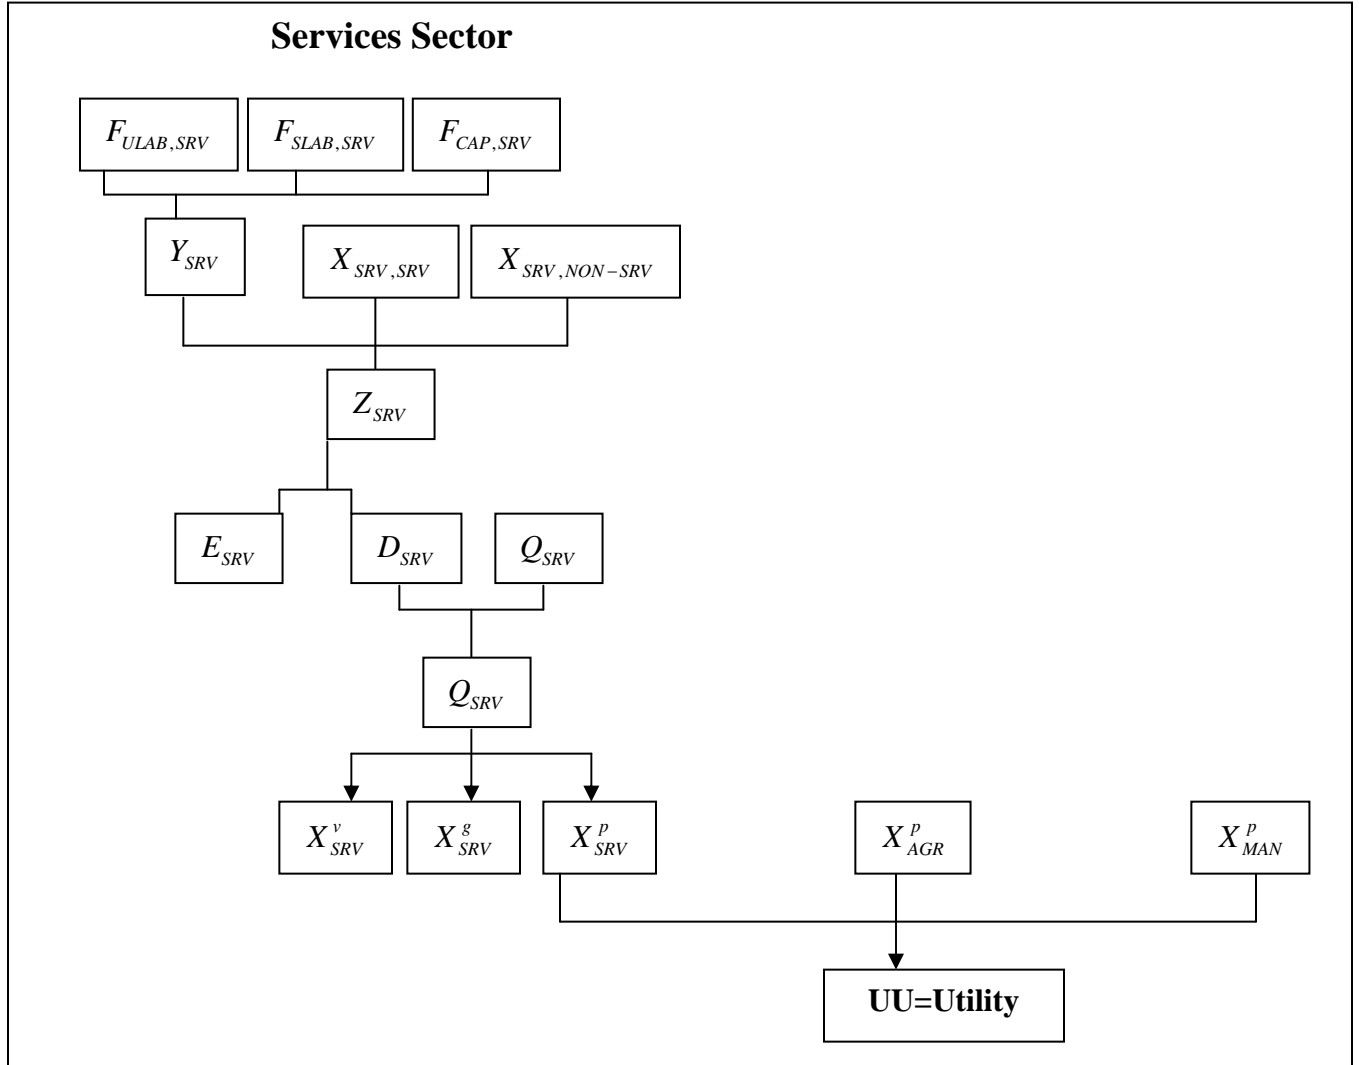 Services Sector
F_{ULAB,SRV} F_{SLAB,SRV} F_{CAP,SRV}
Y_{SRV} X_{SRV,SRV} X_{SRV,NON-SRV}
Z_{SRV}
E_{SRV} D_{SRV} Q_{SRV}
Q_{SRV}
X^{v}_{SRV} X^{g}_{SRV} X^{p}_{SRV} X^{p}_{AGR} X^{p}_{MAN}
UU=Utility